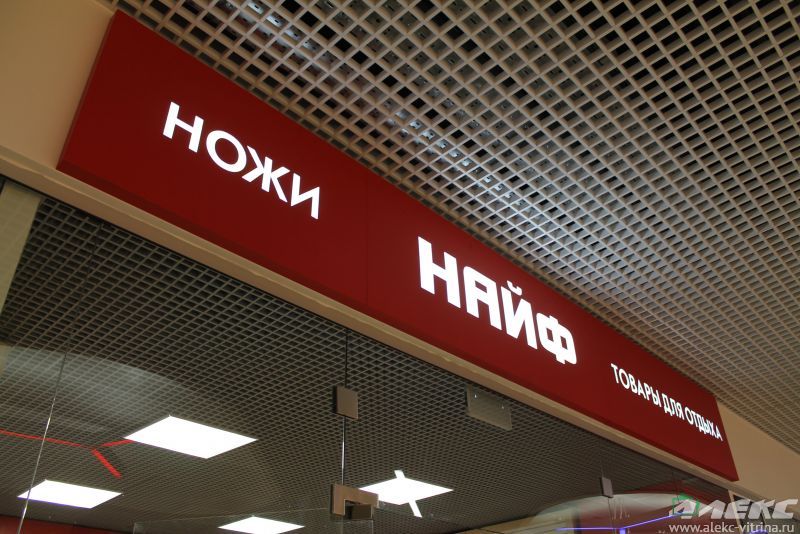 НОЖИ
НАЙФ
ТОВАРЫ ДЛЯ ОТДЫХА
АЛЕКС
www.alekc-vitrina.ru